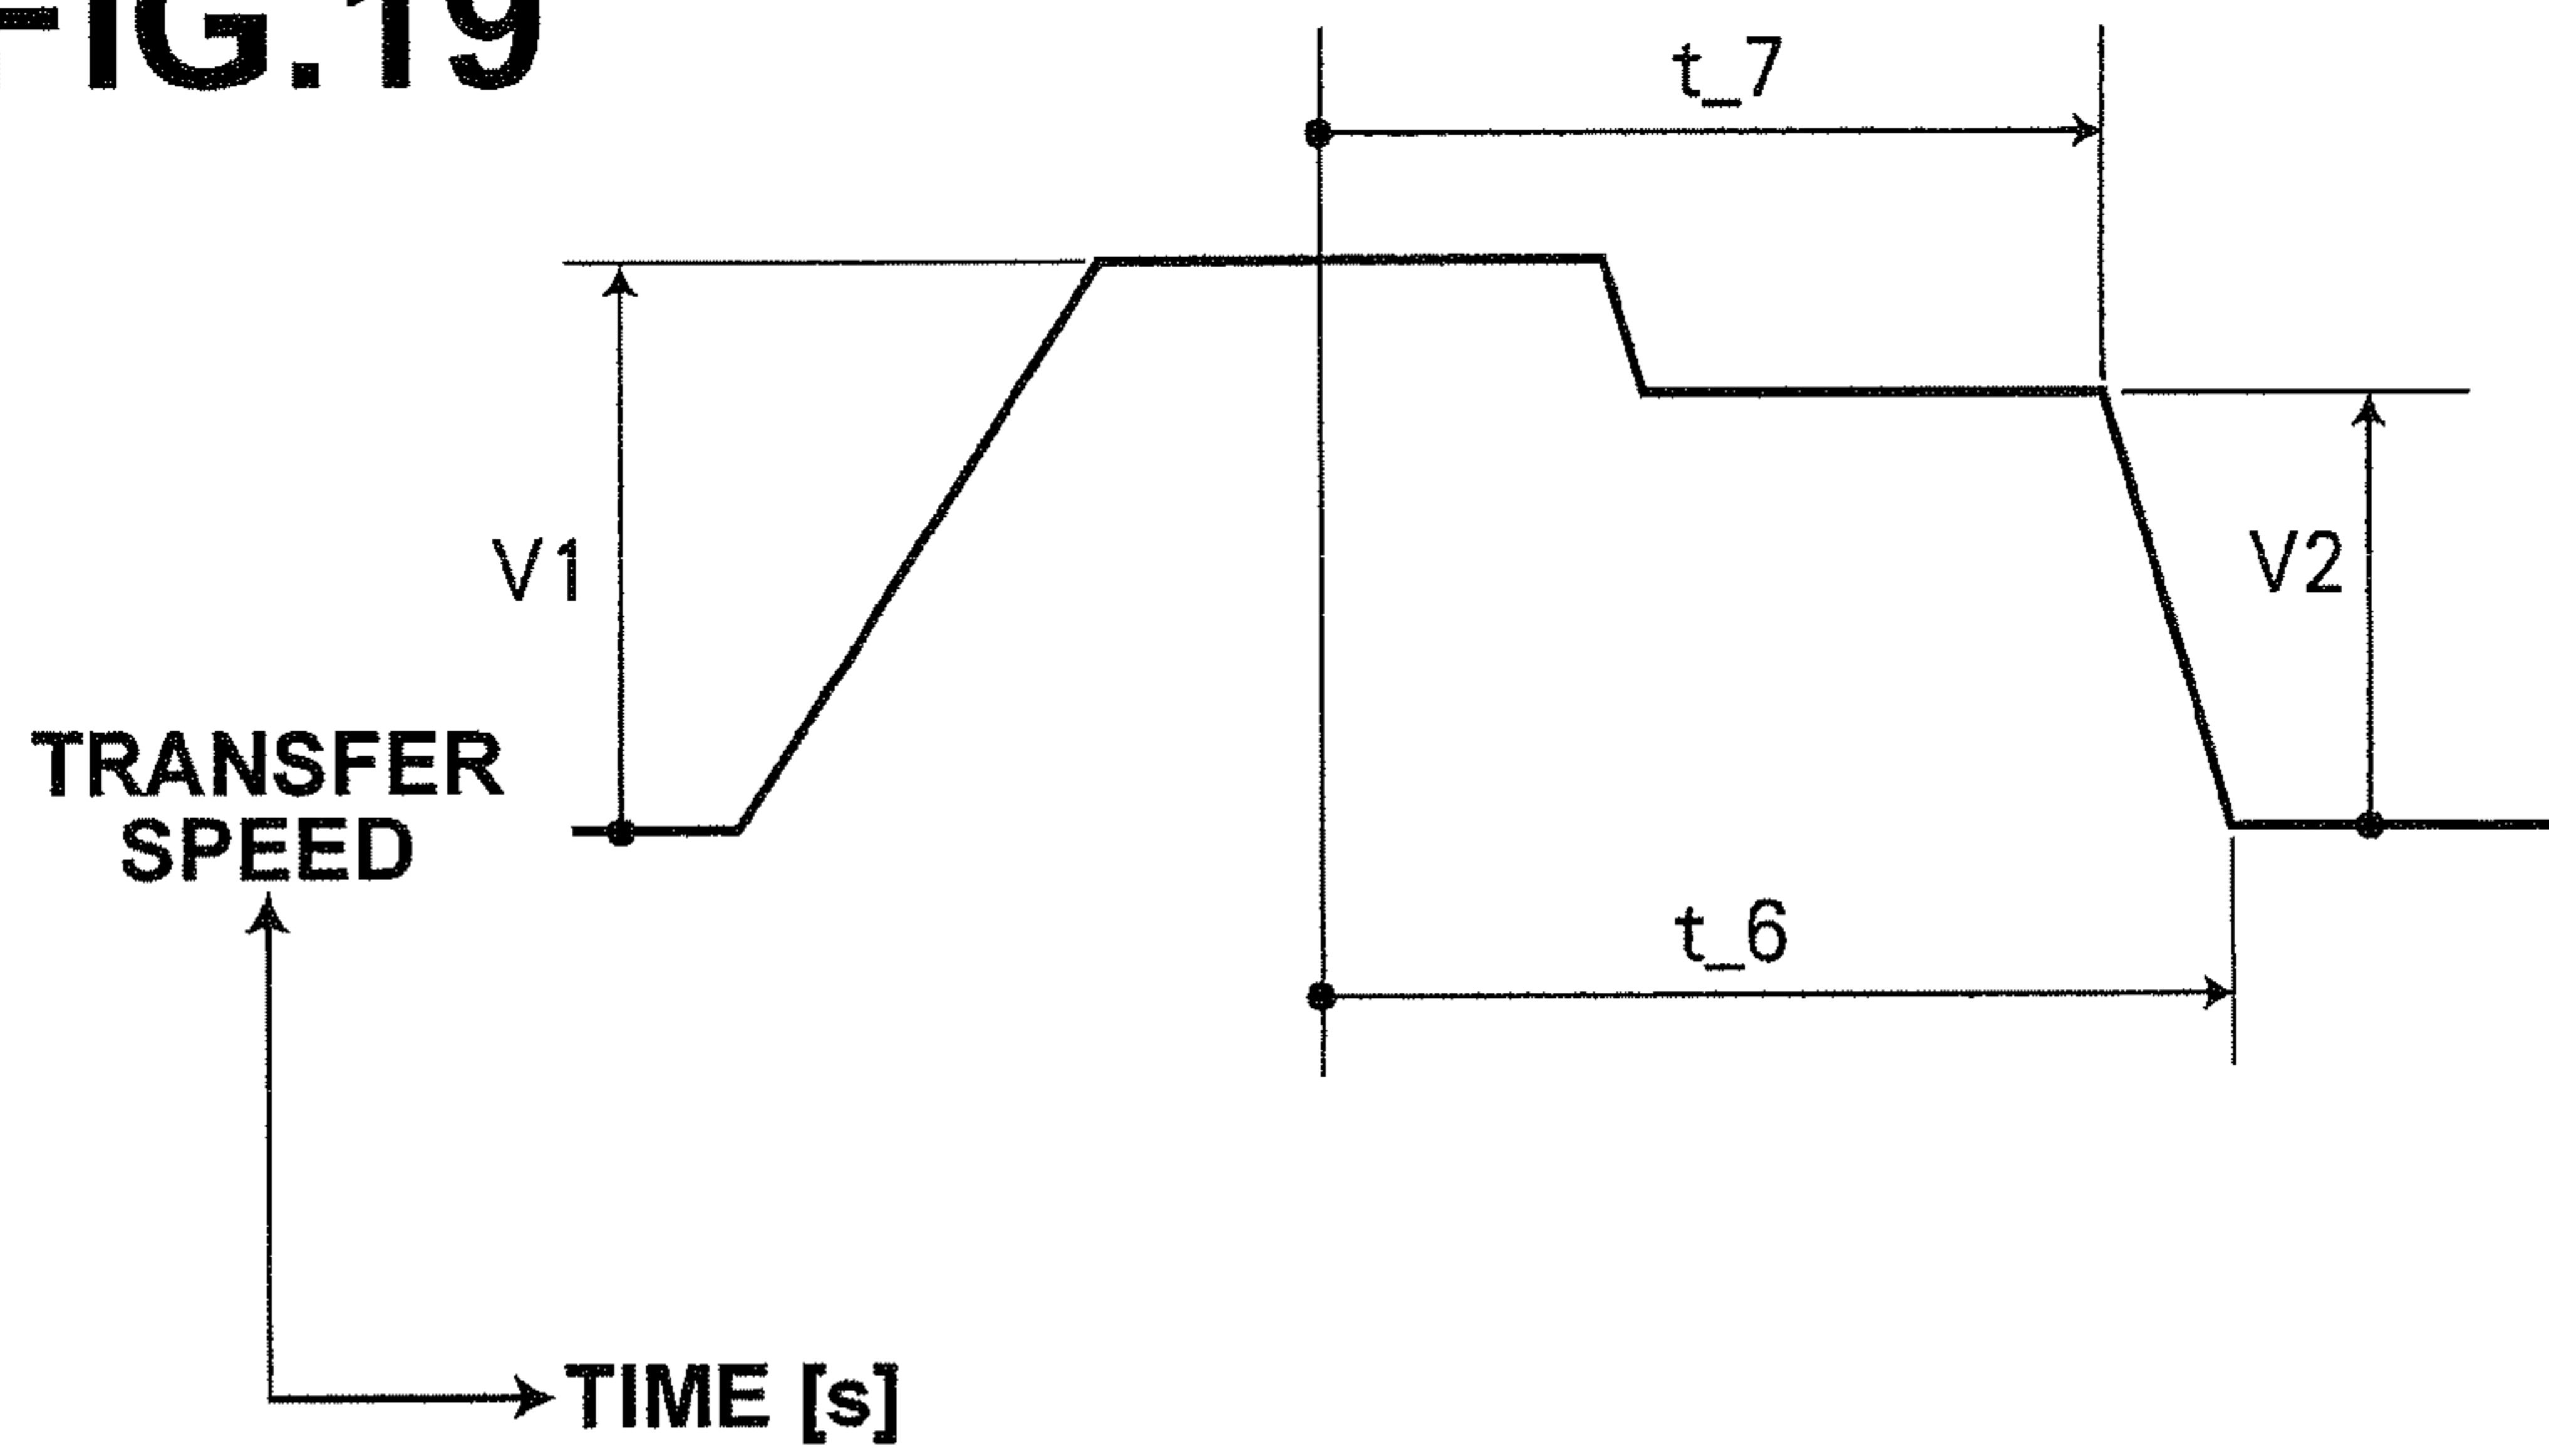 FIG.19
t_7
V1
V2
TRANSFER
SPEED
t_6
TIME [s]